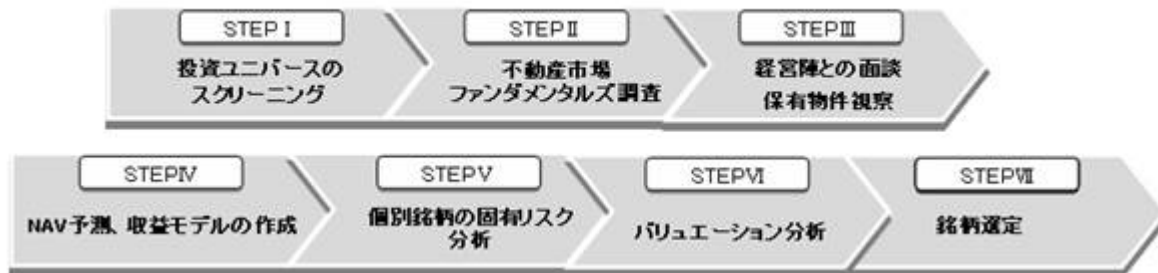 STEPⅠ
投資ユニバースの
スクリーニング
STEPⅡ
不動産市場
ファンダメンタルズ調査
STEPⅢ
経営陣との面談
保有物件視察
STEPⅣ
NAV予測、収益モデルの作成
STEPⅤ
個別銘柄の固有リスク
分析
STEPⅥ
バリュエーション分析
STEPⅦ
銘柄選定